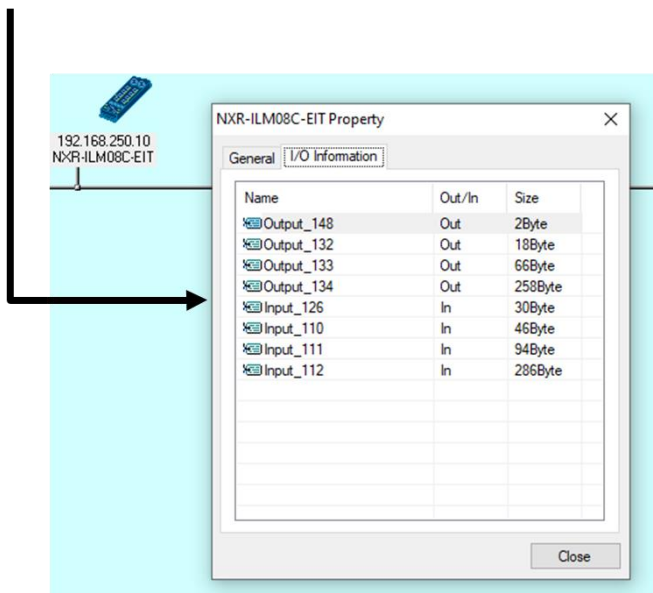 192.168.250.10
NXR-ILM08C-EIT
NXR-ILM08C-EIT Property
General I/O Information
Name Out/In Size
Output_148 Out 2Byte
Output_132 Out 18Byte
Output_133 Out 66Byte
Output_134 Out 258Byte
Input_126 In 30Byte
Input_110 In 46Byte
Input_111 In 94Byte
Input_112 In 286Byte
Close